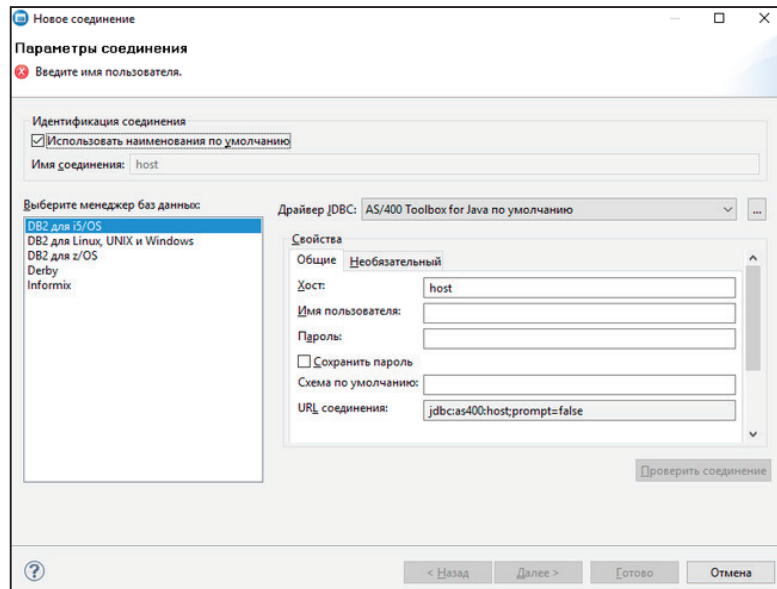 Новое соединение
Параметры соединения
Введите имя пользователя.
Идентификация соединения
Использовать наименования по умолчанию
Имя соединения: host
Выберите менеджер баз данных:
DB2 для i5/OS
DB2 для Linux, UNIX и Windows
DB2 для z/OS
Derby
Informix
Драйвер JDBC: AS/400 Toolbox for Java по умолчанию ...
Свойства
Общие Необязательный
Хост: host
Имя пользователя:
Пароль:
Сохранить пароль
Схема по умолчанию:
URL соединения: jdbc:as400:host;prompt=false
Проверить соединение
? < Назад Далее > Готово Отмена